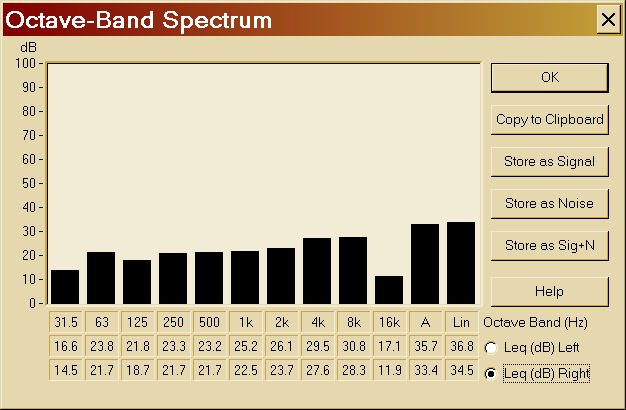 Octave-Band Spectrum
dB
100
90
80
70
60
50
40
30
20
10
0
OK
Copy to Clipboard
Store as Signal
Store as Noise
Store as Sig+N
Help
31.5 63 125 250 500 1k 2k 4k 8k 16k A Lin Octave Band (Hz)
16.6 23.8 21.8 23.3 23.2 25.2 26.1 29.5 30.8 17.1 35.7 36.8 Leq (dB) Left
14.5 21.7 18.7 21.7 21.7 22.5 23.7 27.6 28.3 11.9 33.4 34.5 Leq (dB) Right